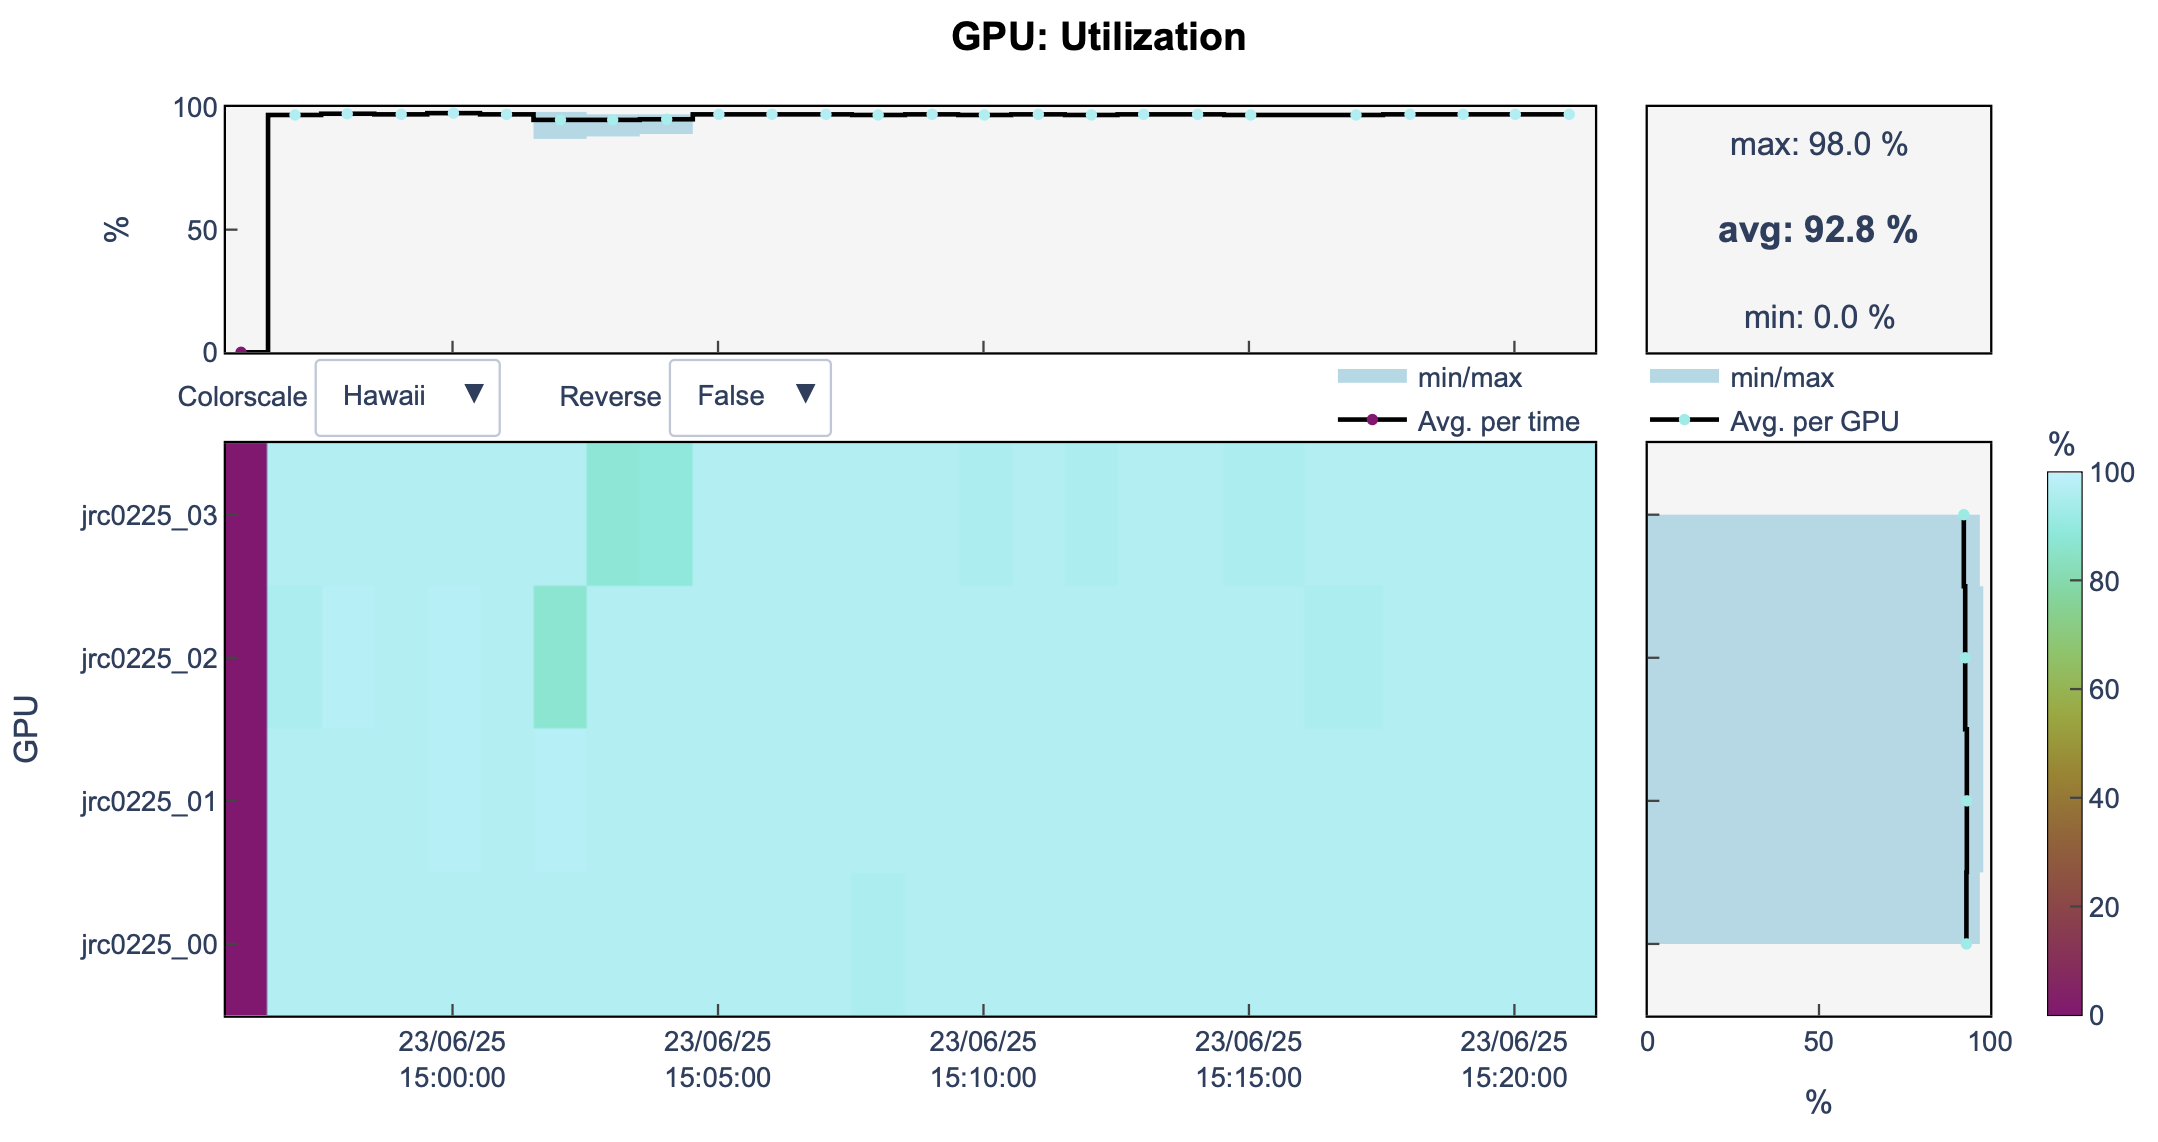 GPU: Utilization
100
50
0
%
max: 98.0 %
avg: 92.8 %
min: 0.0 %
Colorscale Hawaii ▼ Reverse False ▼
min/max
Avg. per time
min/max
Avg. per GPU
GPU
jrc0225_03
jrc0225_02
jrc0225_01
jrc0225_00
23/06/25
15:00:00
23/06/25
15:05:00
23/06/25
15:10:00
23/06/25
15:15:00
23/06/25
15:20:00
0 50 100
%
%
100
80
60
40
20
0